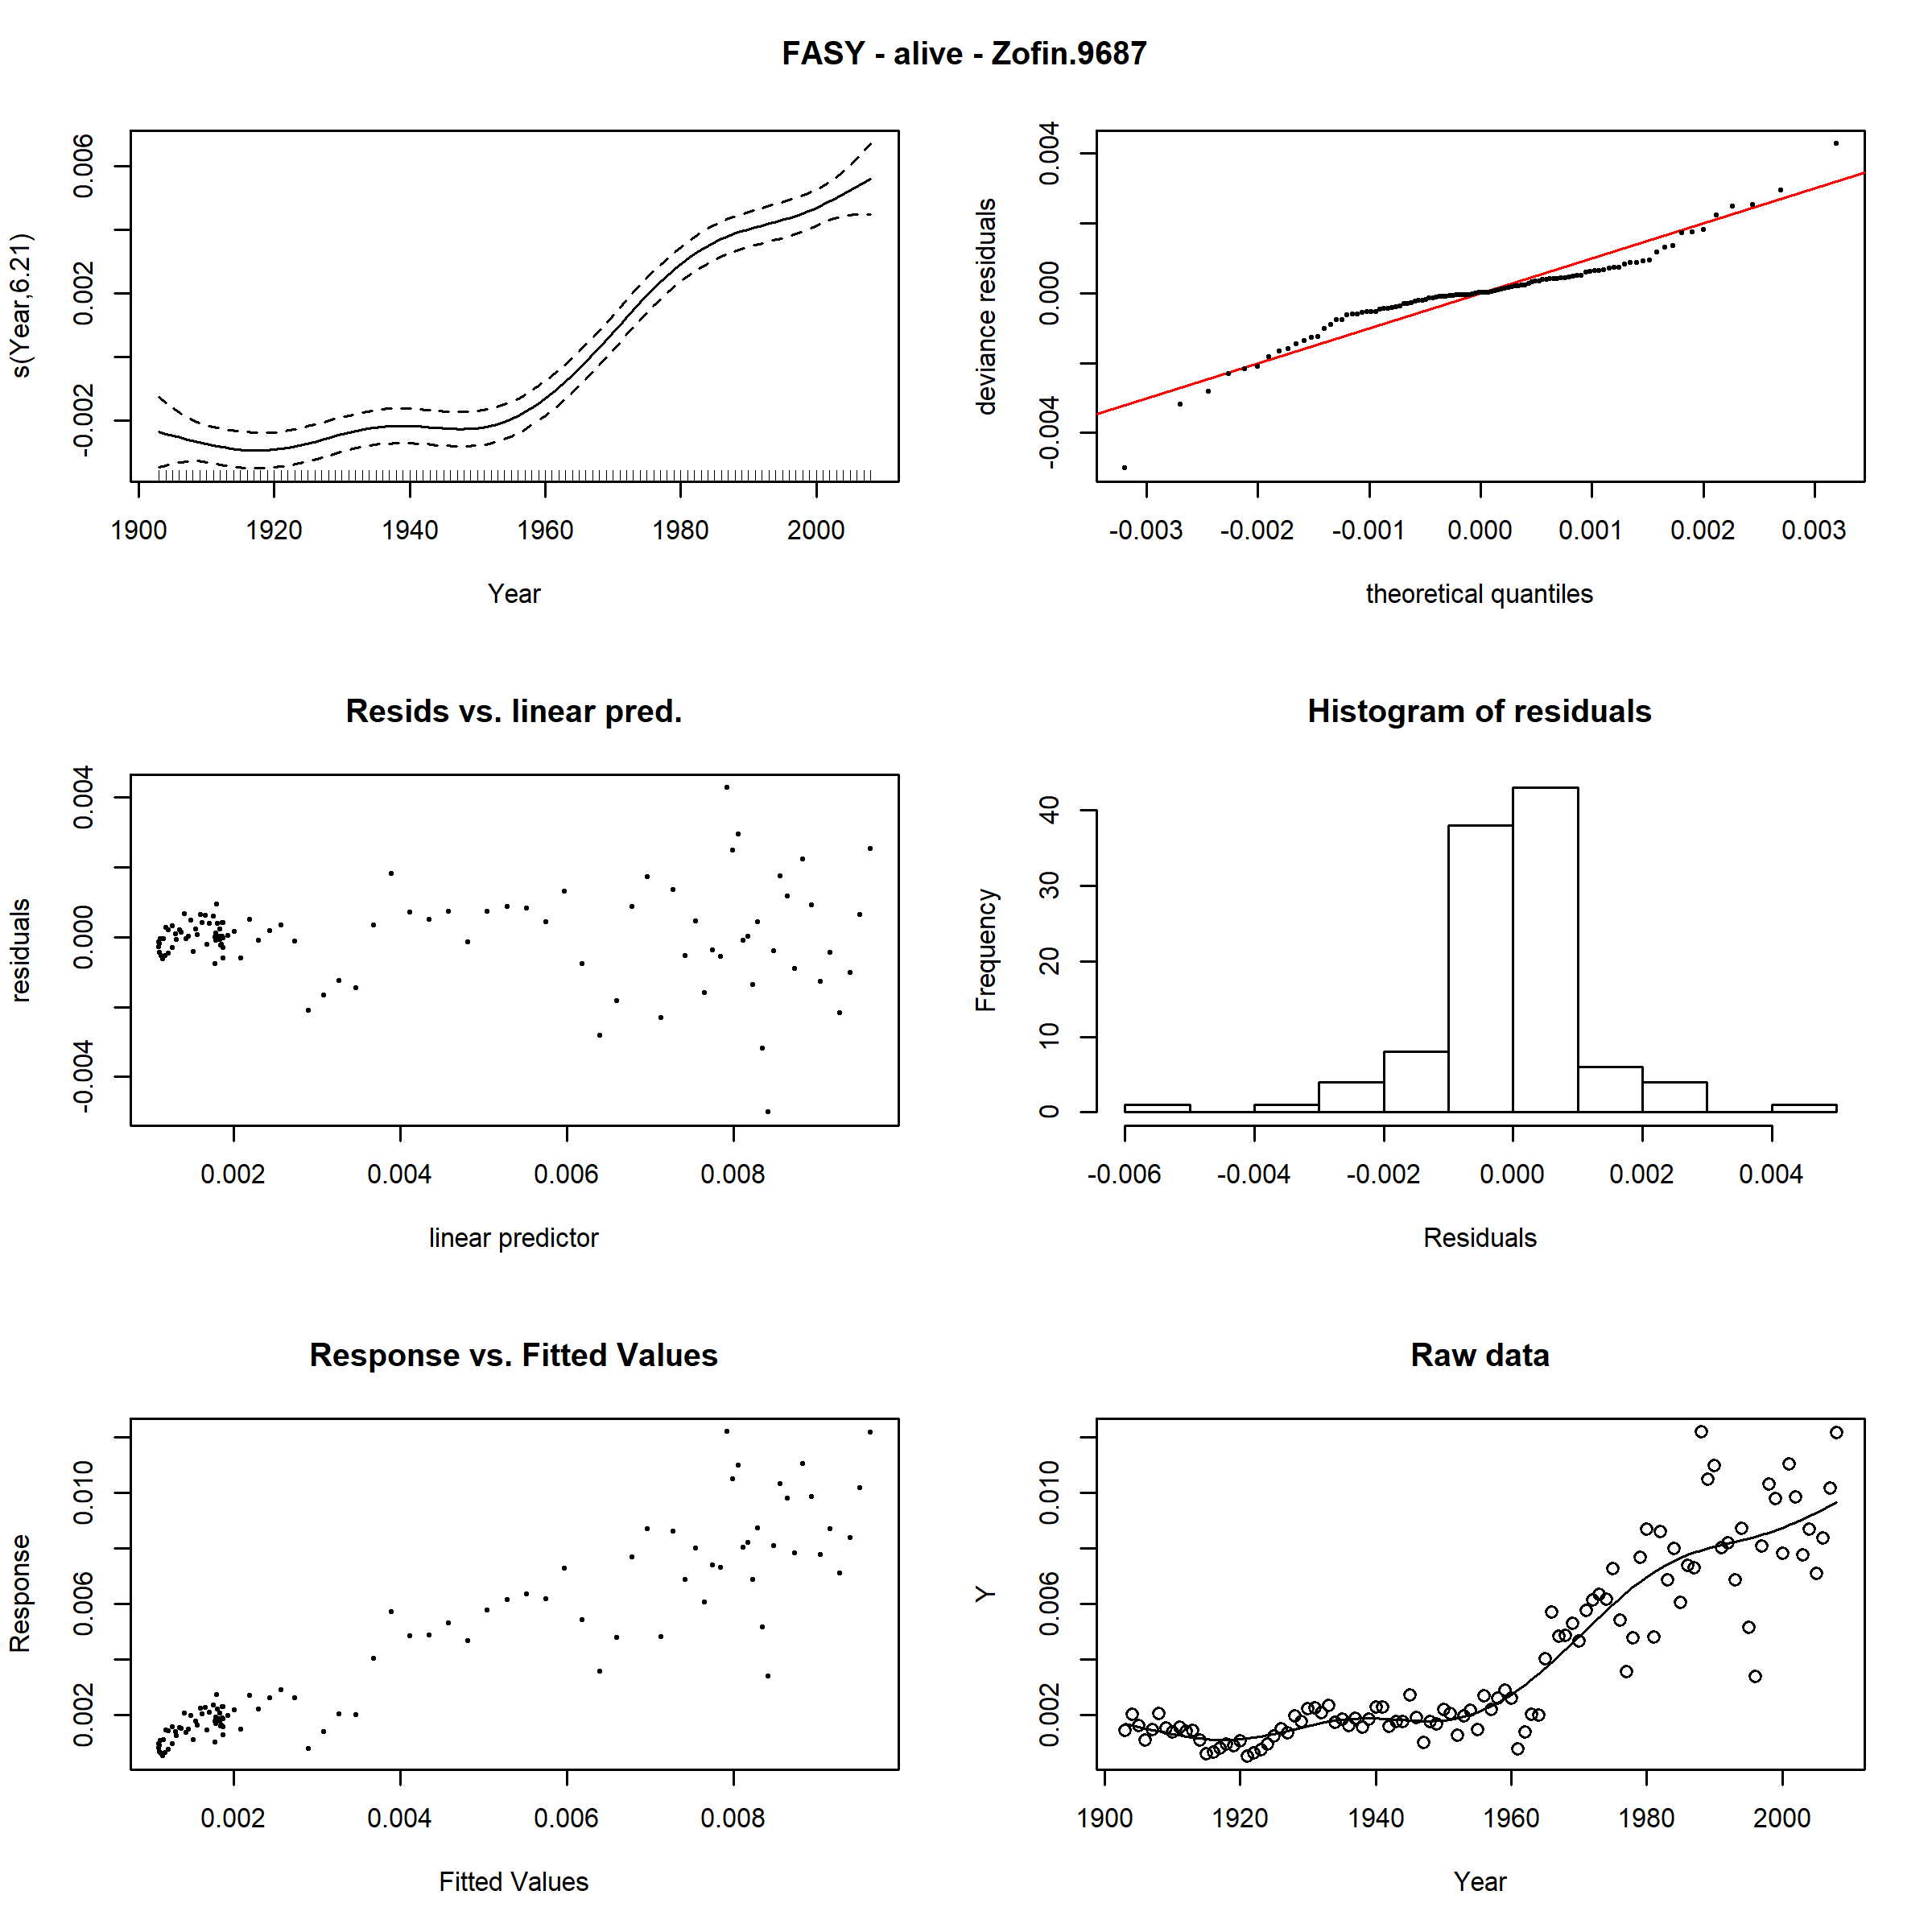 FASY - alive - Zofin.9687
s(Year,6.21)
-0.002 0.002 0.006
1900 1920 1940 1960 1980 2000
Year
deviance residuals
-0.004 0.000 0.004
-0.003 -0.002 -0.001 0.000 0.001 0.002 0.003
theoretical quantiles
Resids vs. linear pred.
residuals
-0.004 0.000 0.004
0.002 0.004 0.006 0.008
linear predictor
Histogram of residuals
Frequency
0 10 20 30 40
-0.006 -0.004 -0.002 0.000 0.002 0.004
Residuals
Response vs. Fitted Values
Response
0.002 0.006 0.010
0.002 0.004 0.006 0.008
Fitted Values
Raw data
Y
0.002 0.006 0.010
1900 1920 1940 1960 1980 2000
Year